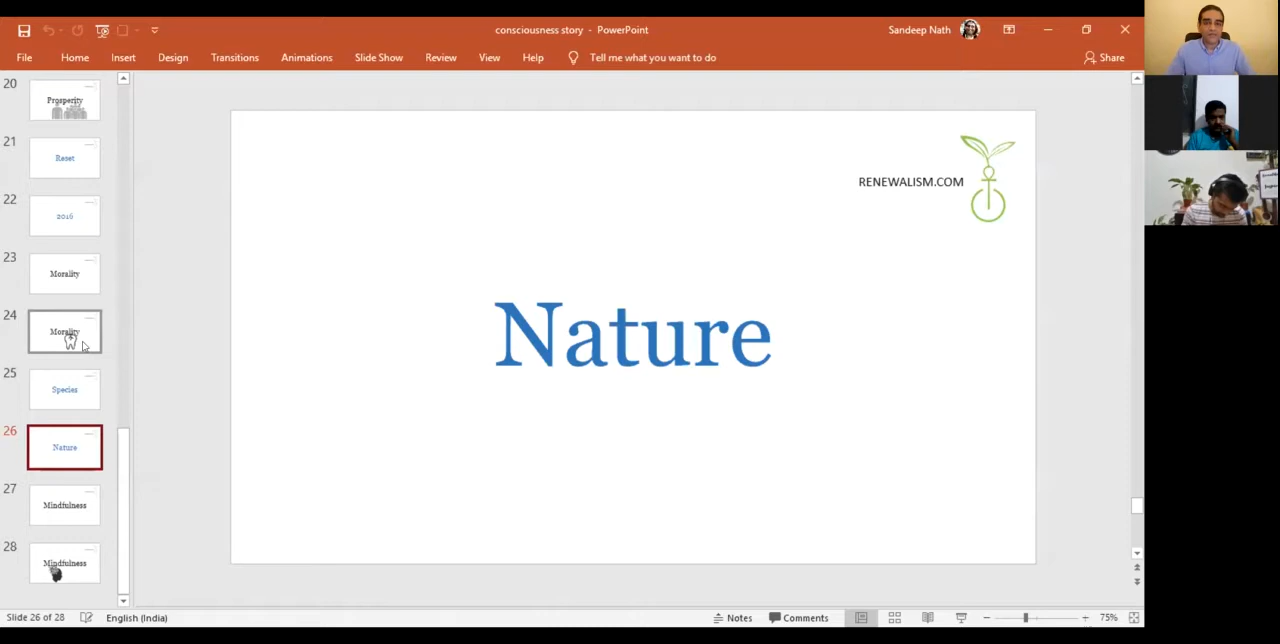 consciousness story - PowerPoint
Sandeep Nath
File Home Insert Design Transitions Animations Slide Show Review View Help Tell me what you want to do Share
20
Prosperity
21
Reset
22
2016
23
Morality
24
Morality
25
Species
26
Nature
27
Mindfulness
28
Mindfulness
RENEWALISM.COM
Nature
Slide 26 of 28 English (India) Notes Comments 75%